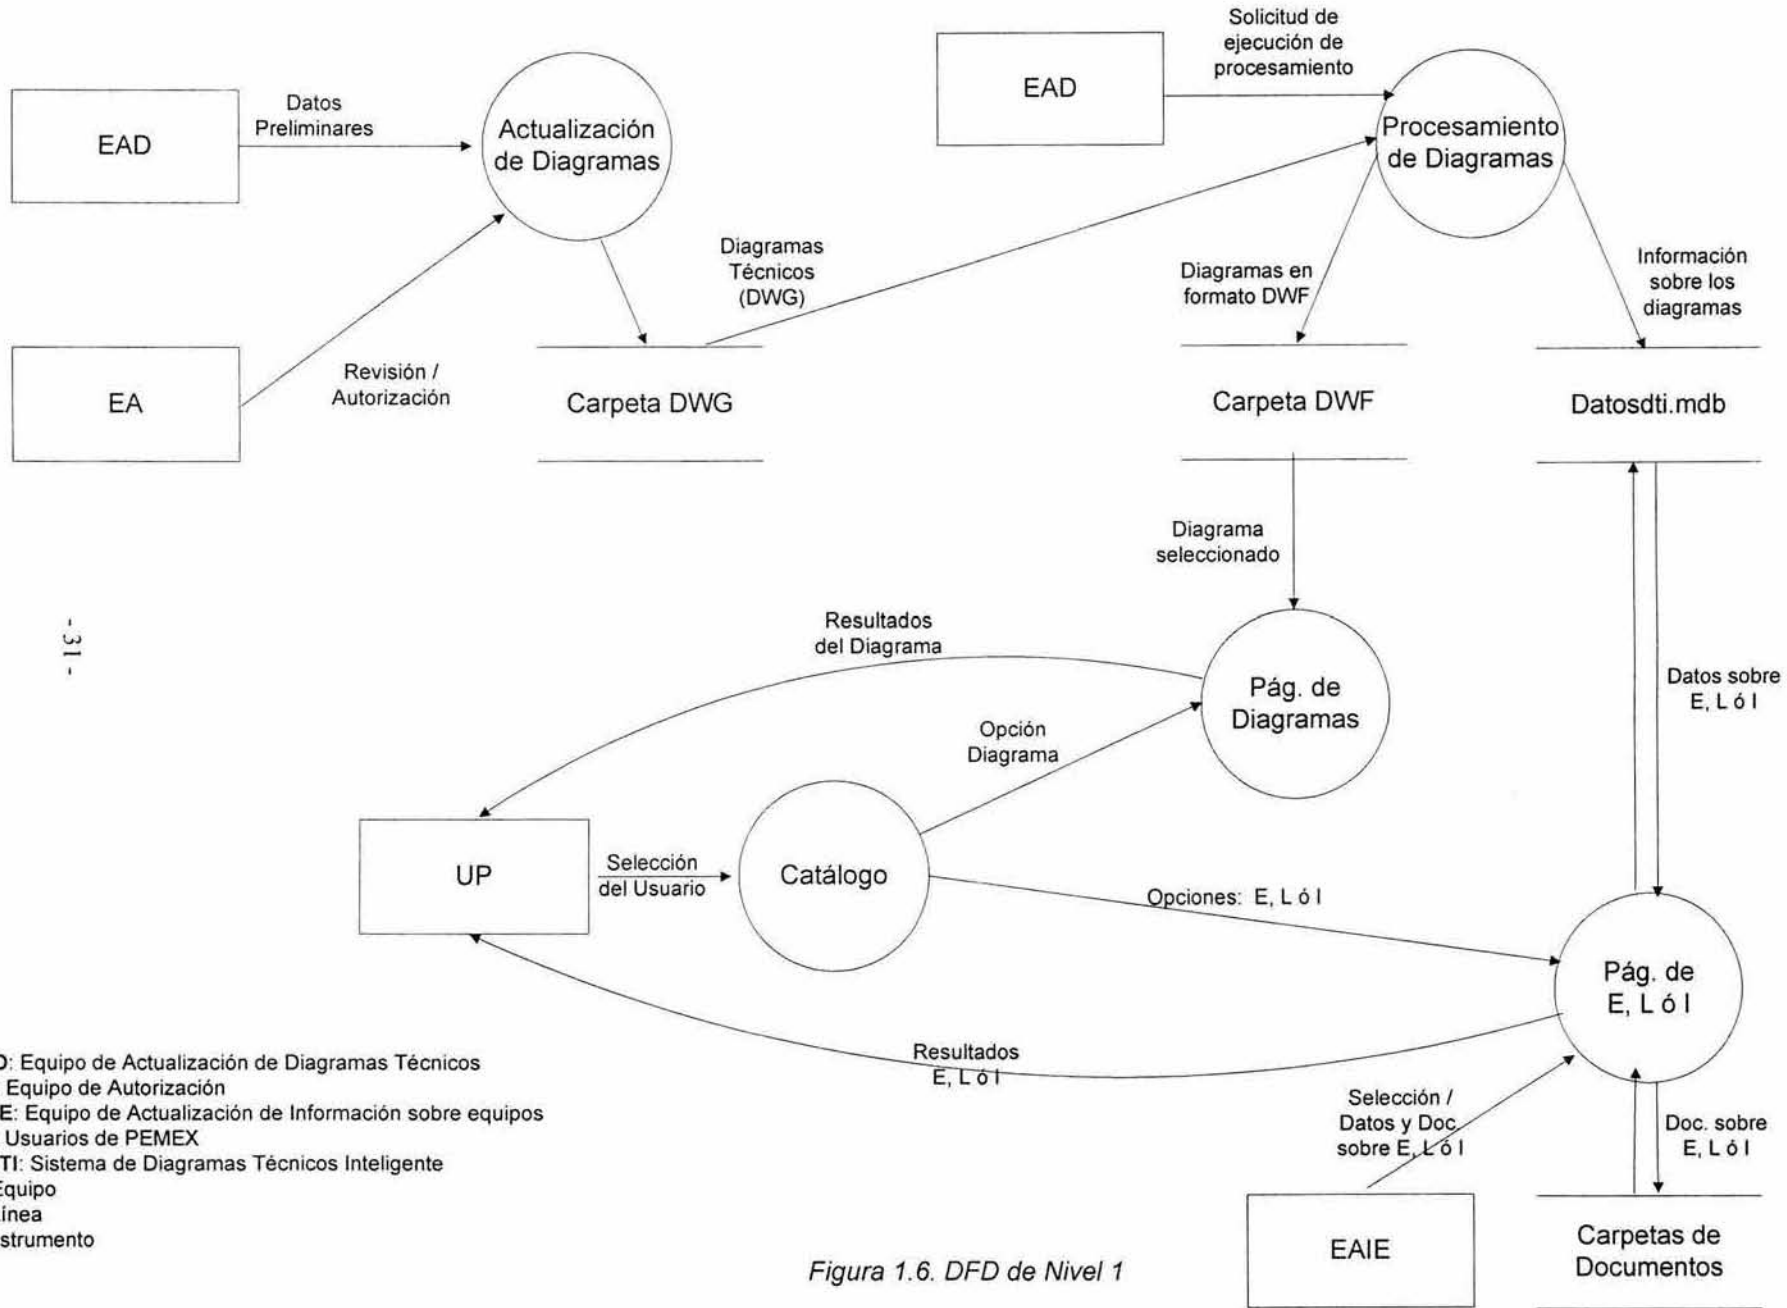 Solicitud de
ejecución de
procesamiento
EAD
EAD
Datos
Preliminares
Actualización
de Diagramas
Procesamiento
de Diagramas
Diagramas
Técnicos
(DWG)
Diagramas en
formato DWF
Información
sobre los
diagramas
EA
Revisión /
Autorización
Carpeta DWG
Carpeta DWF
Datosdti.mdb
Diagrama
seleccionado
- 31 -
Resultados
del Diagrama
Pág. de
Diagramas
Datos sobre
E, L ó I
Opción
Diagrama
UP
Selección
del Usuario
Catálogo
Opciones: E, L ó I
Pág. de
E, L ó I
Resultados
E, L ó I
Selección /
Datos y Doc.
sobre E, L ó I
Doc. sobre
E, L ó I
D: Equipo de Actualización de Diagramas Técnicos
Equipo de Autorización
E: Equipo de Actualización de Información sobre equipos
Usuarios de PEMEX
TI: Sistema de Diagramas Técnicos Inteligente
Equipo
ínea
strumento
EAIE
Carpetas de
Documentos
Figura 1.6. DFD de Nivel 1